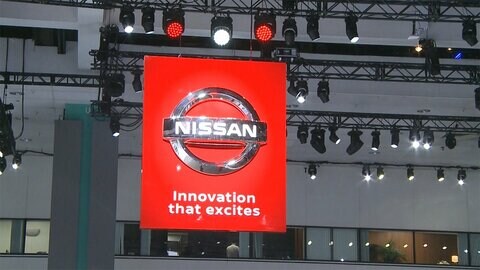 NISSAN
Innovation
that excites